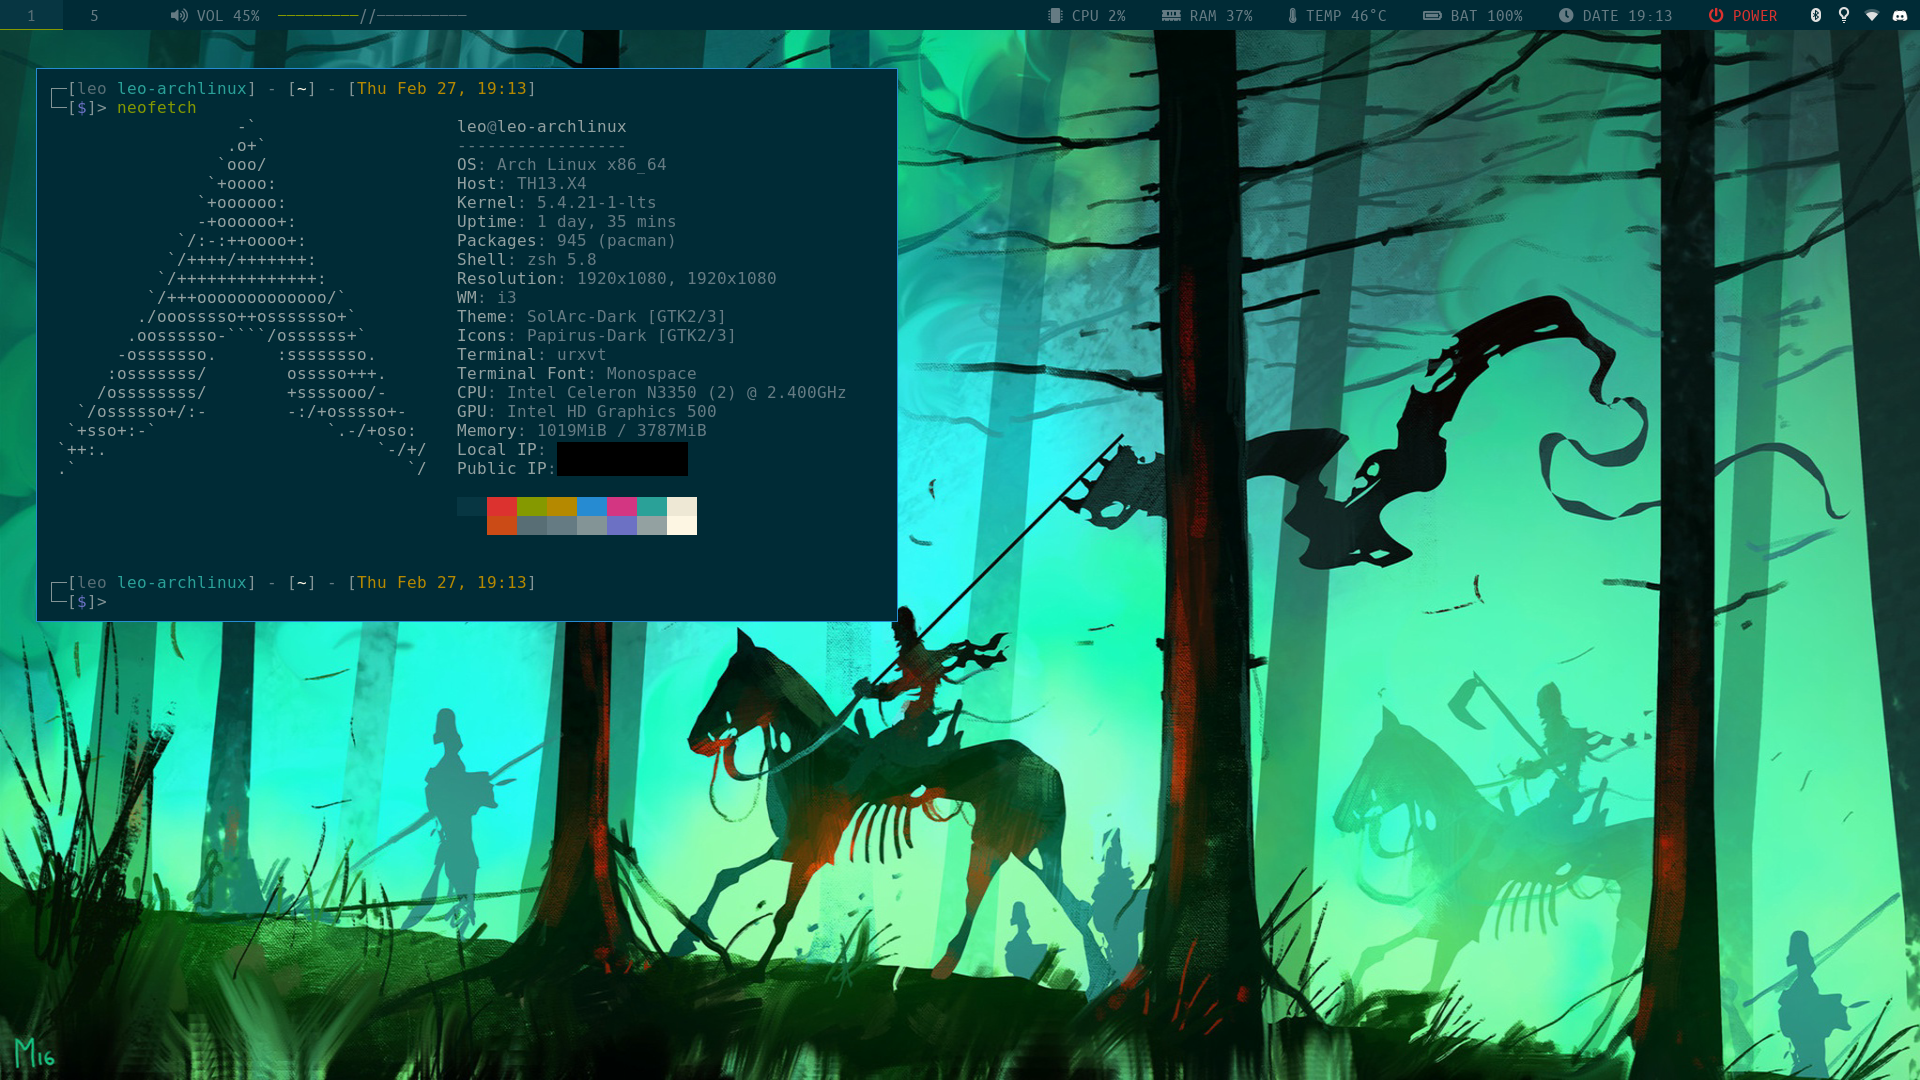 1 5 VOL 45% ─────────//────────── CPU 2% RAM 37% TEMP 46°C BAT 100% DATE 19:13 POWER
┌─[leo leo-archlinux] - [~] - [Thu Feb 27, 19:13]
└─[$]> neofetch
-` leo@leo-archlinux
.o+` -----------------
`ooo/ OS: Arch Linux x86_64
`+oooo: Host: TH13.X4
`+oooooo: Kernel: 5.4.21-1-lts
-+oooooo+: Uptime: 1 day, 35 mins
`/:-:++oooo+: Packages: 945 (pacman)
`/++++/+++++++: Shell: zsh 5.8
`/++++++++++++++: Resolution: 1920x1080, 1920x1080
`/+++ooooooooooooo/` WM: i3
./ooosssso++osssssso+` Theme: SolArc-Dark [GTK2/3]
.oossssso-````/ossssss+` Icons: Papirus-Dark [GTK2/3]
-osssssso. :ssssssso. Terminal: urxvt
:osssssss/ osssso+++. Terminal Font: Monospace
/ossssssss/ +ssssooo/- CPU: Intel Celeron N3350 (2) @ 2.400GHz
`/ossssso+/:- -:/+osssso+- GPU: Intel HD Graphics 500
`+sso+:-` `.-/+oso: Memory: 1019MiB / 3787MiB
`++:. `-/+/ Local IP:
.` `/ Public IP:
┌─[leo leo-archlinux] - [~] - [Thu Feb 27, 19:13]
└─[$]>
M16